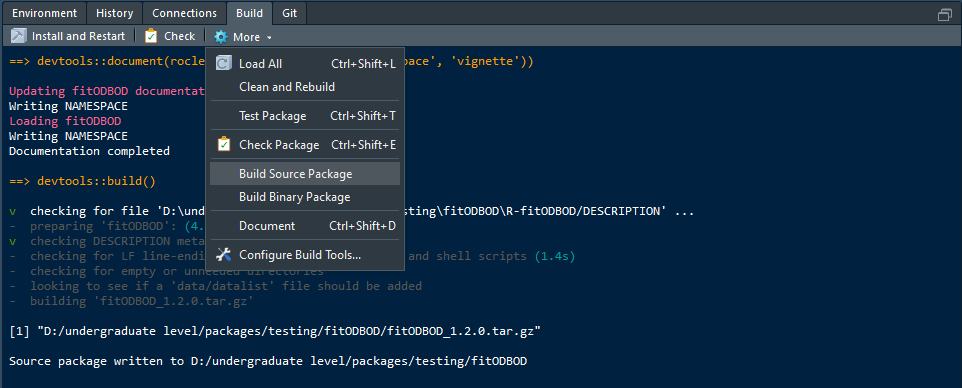 Environment History Connections Build Git
Install and Restart Check More
==> devtools::document(rocle pace', 'vignette'))
Load All Ctrl+Shift+L
Clean and Rebuild
Updating fitODBOD documentat
Writing NAMESPACE
Test Package Ctrl+Shift+T
Loading fitODBOD
Writing NAMESPACE
Check Package Ctrl+Shift+E
Documentation completed
Build Source Package
==> devtools::build()
Build Binary Package
v checking for file 'D:\und sting\fitODBOD\R-fitODBOD/DESCRIPTION' ...
- preparing 'fitODBOD': (4.
Document Ctrl+Shift+D
v checking DESCRIPTION meta
- checking for LF line-endi and shell scripts (1.4s)
Configure Build Tools...
- checking for empty or unneeded directories
- looking to see if a 'data/datalist' file should be added
- building 'fitODBOD_1.2.0.tar.gz'
[1] "D:/undergraduate level/packages/testing/fitODBOD/fitODBOD_1.2.0.tar.gz"
Source package written to D:/undergraduate level/packages/testing/fitODBOD